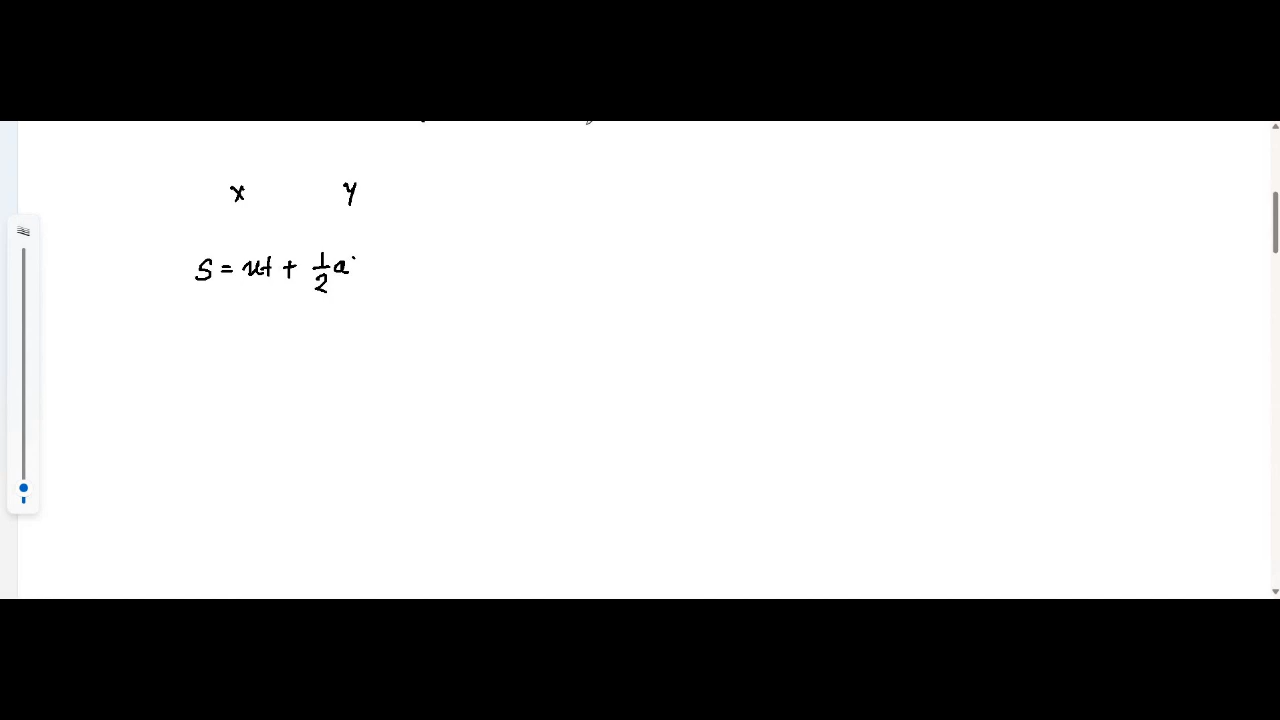 x y
S = ut + 1/2 a